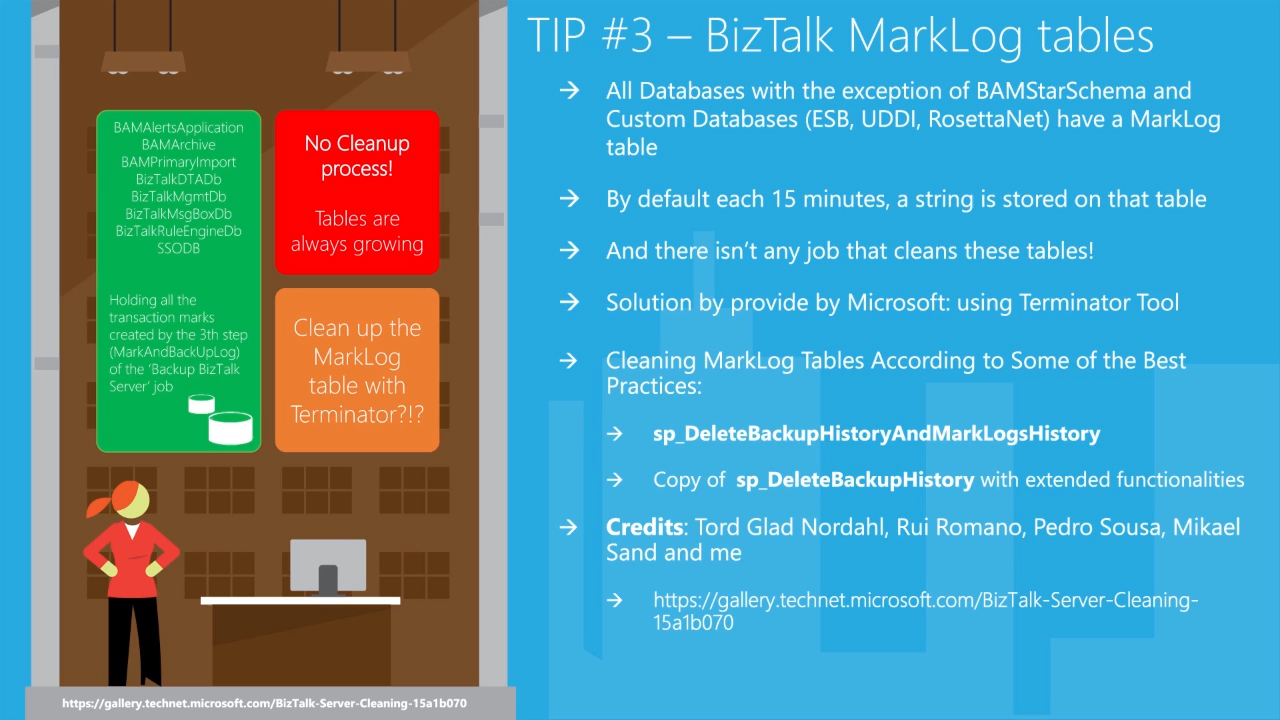 TIP #3 – BizTalk MarkLog tables
BAMAlertsApplication
BAMArchive
BAMPrimaryImport
BizTalkDTADb
BizTalkMgmtDb
BizTalkMsgBoxDb
BizTalkRuleEngineDb
SSODB
Holding all the
transaction marks
created by the 3th step
(MarkAndBackUpLog)
of the ‘Backup BizTalk
Server’ job
No Cleanup
process!
Tables are
always growing
Clean up the
MarkLog
table with
Terminator?!?
→ All Databases with the exception of BAMStarSchema and
Custom Databases (ESB, UDDI, RosettaNet) have a MarkLog
table
→ By default each 15 minutes, a string is stored on that table
→ And there isn’t any job that cleans these tables!
→ Solution by provide by Microsoft: using Terminator Tool
→ Cleaning MarkLog Tables According to Some of the Best
Practices:
→ sp_DeleteBackupHistoryAndMarkLogsHistory
→ Copy of sp_DeleteBackupHistory with extended functionalities
→ Credits: Tord Glad Nordahl, Rui Romano, Pedro Sousa, Mikael
Sand and me
→ https://gallery.technet.microsoft.com/BizTalk-Server-Cleaning-
15a1b070
https://gallery.technet.microsoft.com/BizTalk-Server-Cleaning-15a1b070